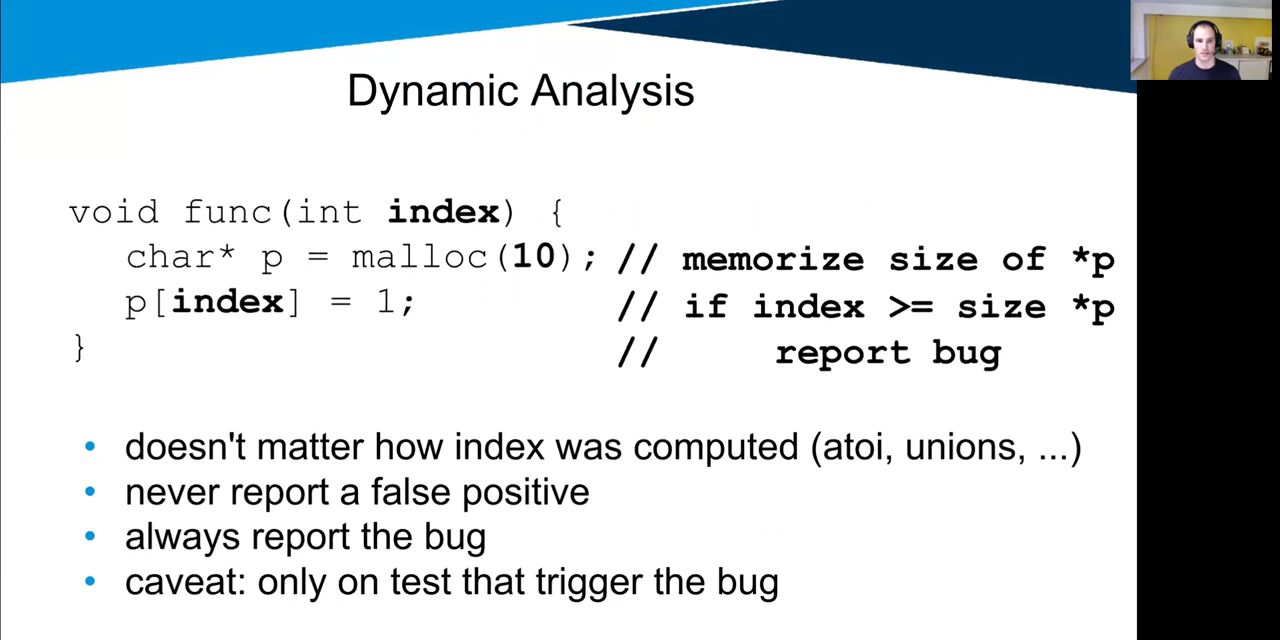 Dynamic Analysis
void func(int index) {
char* p = malloc(10); // memorize size of *p
p[index] = 1; // if index >= size *p
} // report bug
• doesn't matter how index was computed (atoi, unions, ...)
• never report a false positive
• always report the bug
• caveat: only on test that trigger the bug